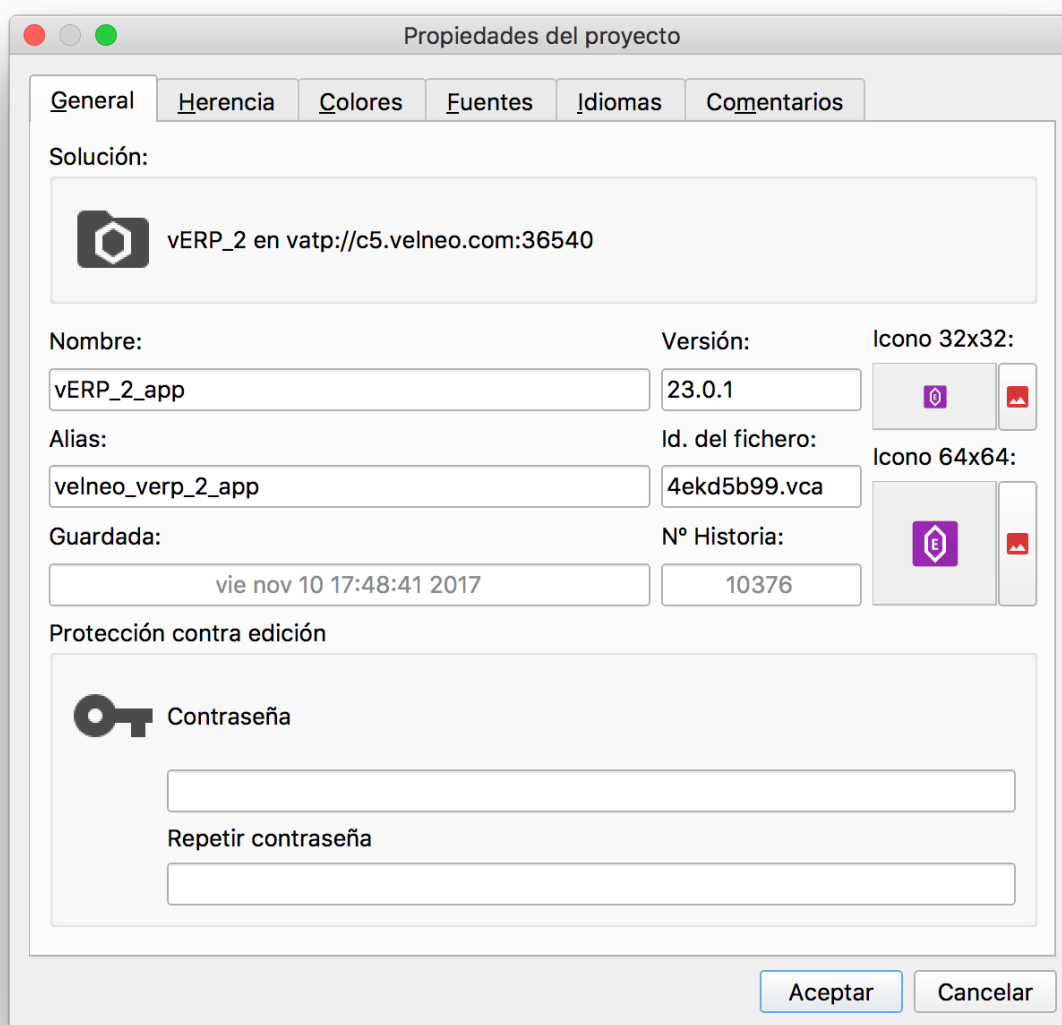 Propiedades del proyecto
General Herencia Colores Fuentes Idiomas Comentarios
Solución:
vERP_2 en vatp://c5.velneo.com:36540
Nombre: Versión: Icono 32x32:
vERP_2_app 23.0.1 E
Alias: Id. del fichero: Icono 64x64:
velneo_verp_2_app 4ekd5b99.vca
Guardada: Nº Historia: E
vie nov 10 17:48:41 2017 10376
Protección contra edición
Contraseña
Repetir contraseña
Aceptar Cancelar